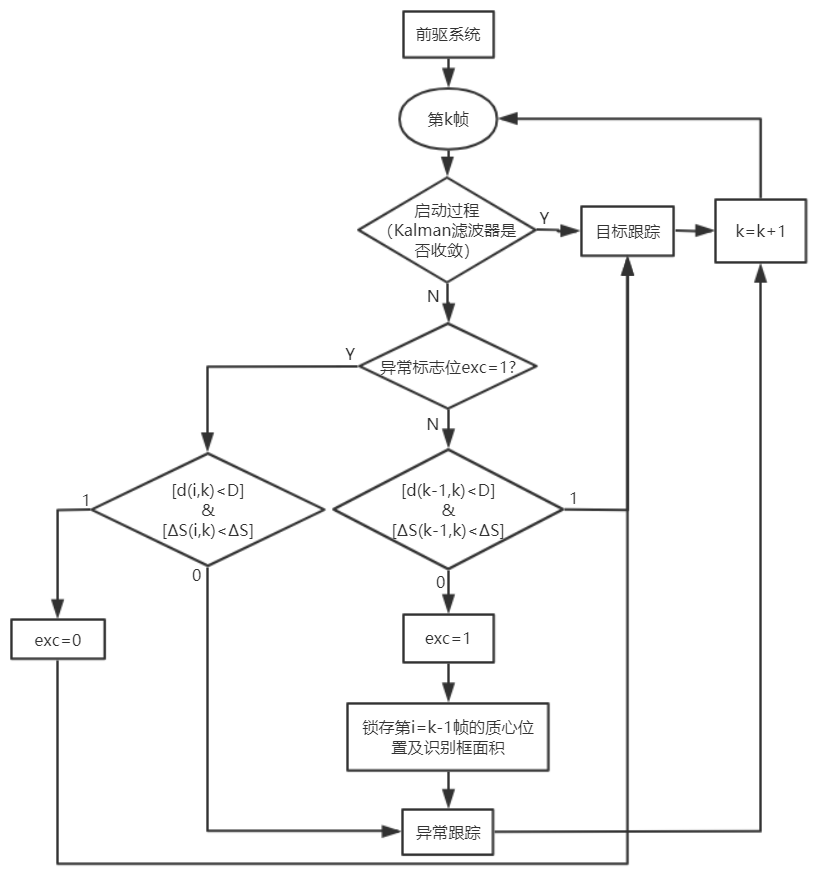 前驱系统
第k帧
启动过程
（Kalman滤波器是
否收敛）
Y
目标跟踪
k=k+1
N
异常标志位exc=1?
Y
N
[d(i,k)<D]
&
[ΔS(i,k)<ΔS]
1
0
[d(k-1,k)<D]
&
[ΔS(k-1,k)<ΔS]
1
0
exc=0
exc=1
锁存第i=k-1帧的质心位
置及识别框面积
异常跟踪